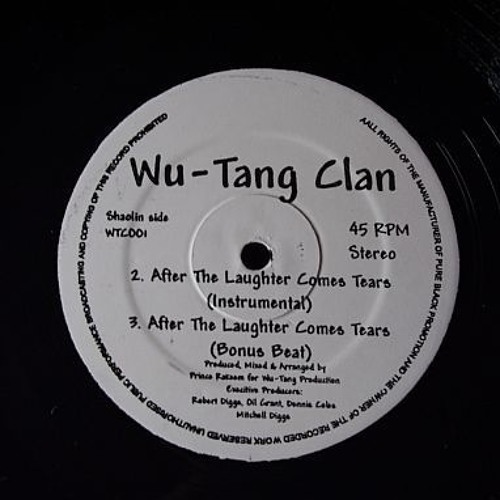 Wu-Tang Clan
Shaolin side
WTC001
45 RPM
Stereo
2. After The Laughter Comes Tears
(Instrumental)
3. After The Laughter Comes Tears
(Bonus Beat)
Produced, Mixed & Arranged by
Prince Rakeem for Wu-Tang Production
Executive Producers:
Robert Diggs, Oli Grant, Dennis Coles
Mitchell Diggs
AALL RIGHTS OF THE MANUFACTURER OF PURE BLACK PROMOTION AND THE OWNER OF THE RECORDED WORK RESERVED UNAUTHORISED PUBLIC PERFORMANCE BROADCASTING AND COPYING OF THIS RECORD PROHIBITED